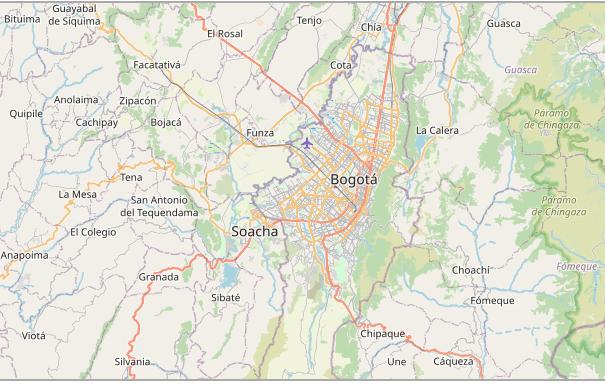 Guayabal
de Síquima
Bituima
Tenjo
Chía
Guasca
El Rosal
Facatativá
Cota
Guasca
Anolaima
Zipacón
Quipile
Cachipay
Bojacá
Funza
La Calera
Páramo
de Chingaza
Tena
Bogotá
La Mesa
San Antonio
del Tequendama
Páramo
de Chingaza
El Colegio
Soacha
Anapoima
Granada
Choachí
Fómeque
Sibaté
Fómeque
Viotá
Chipaque
Silvania
Une
Cáqueza